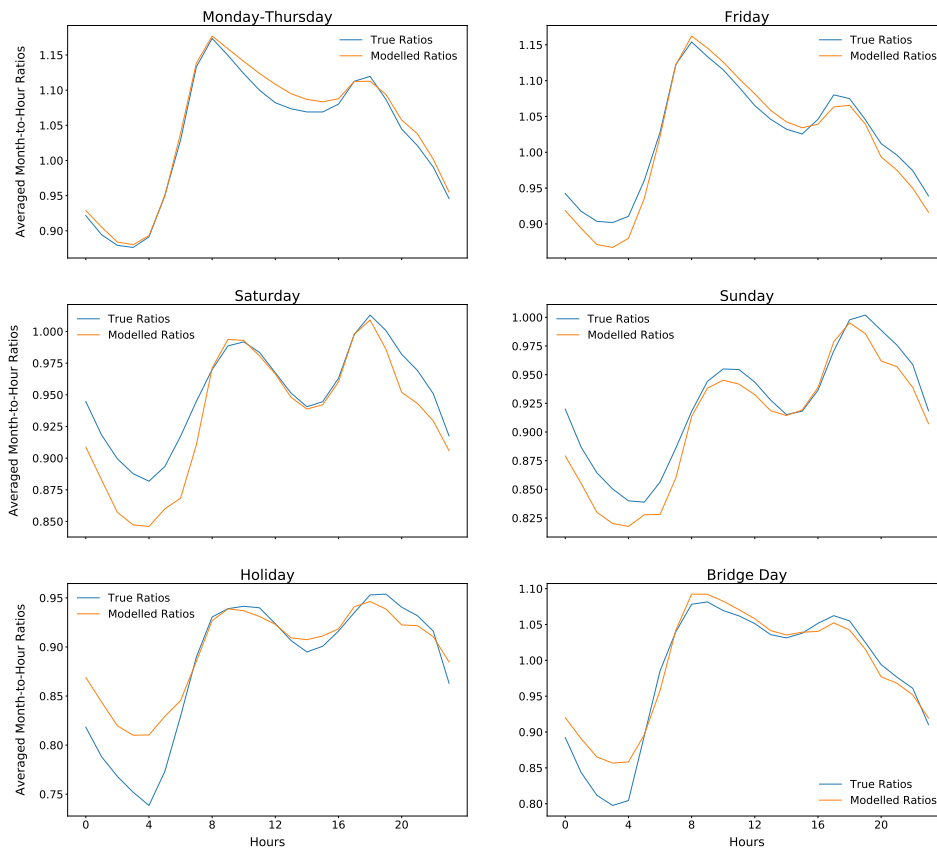 Monday-Thursday
Averaged Month-to-Hour Ratios
1.15
1.10
1.05
1.00
0.95
0.90
True Ratios
Modelled Ratios
Friday
1.15
1.10
1.05
1.00
0.95
0.90
True Ratios
Modelled Ratios
Saturday
Averaged Month-to-Hour Ratios
1.000
0.975
0.950
0.925
0.900
0.875
0.850
True Ratios
Modelled Ratios
Sunday
1.000
0.975
0.950
0.925
0.900
0.875
0.850
0.825
True Ratios
Modelled Ratios
Holiday
Averaged Month-to-Hour Ratios
0.95
0.90
0.85
0.80
0.75
True Ratios
Modelled Ratios
0 4 8 12 16 20
Hours
Bridge Day
1.10
1.05
1.00
0.95
0.90
0.85
0.80
True Ratios
Modelled Ratios
0 4 8 12 16 20
Hours